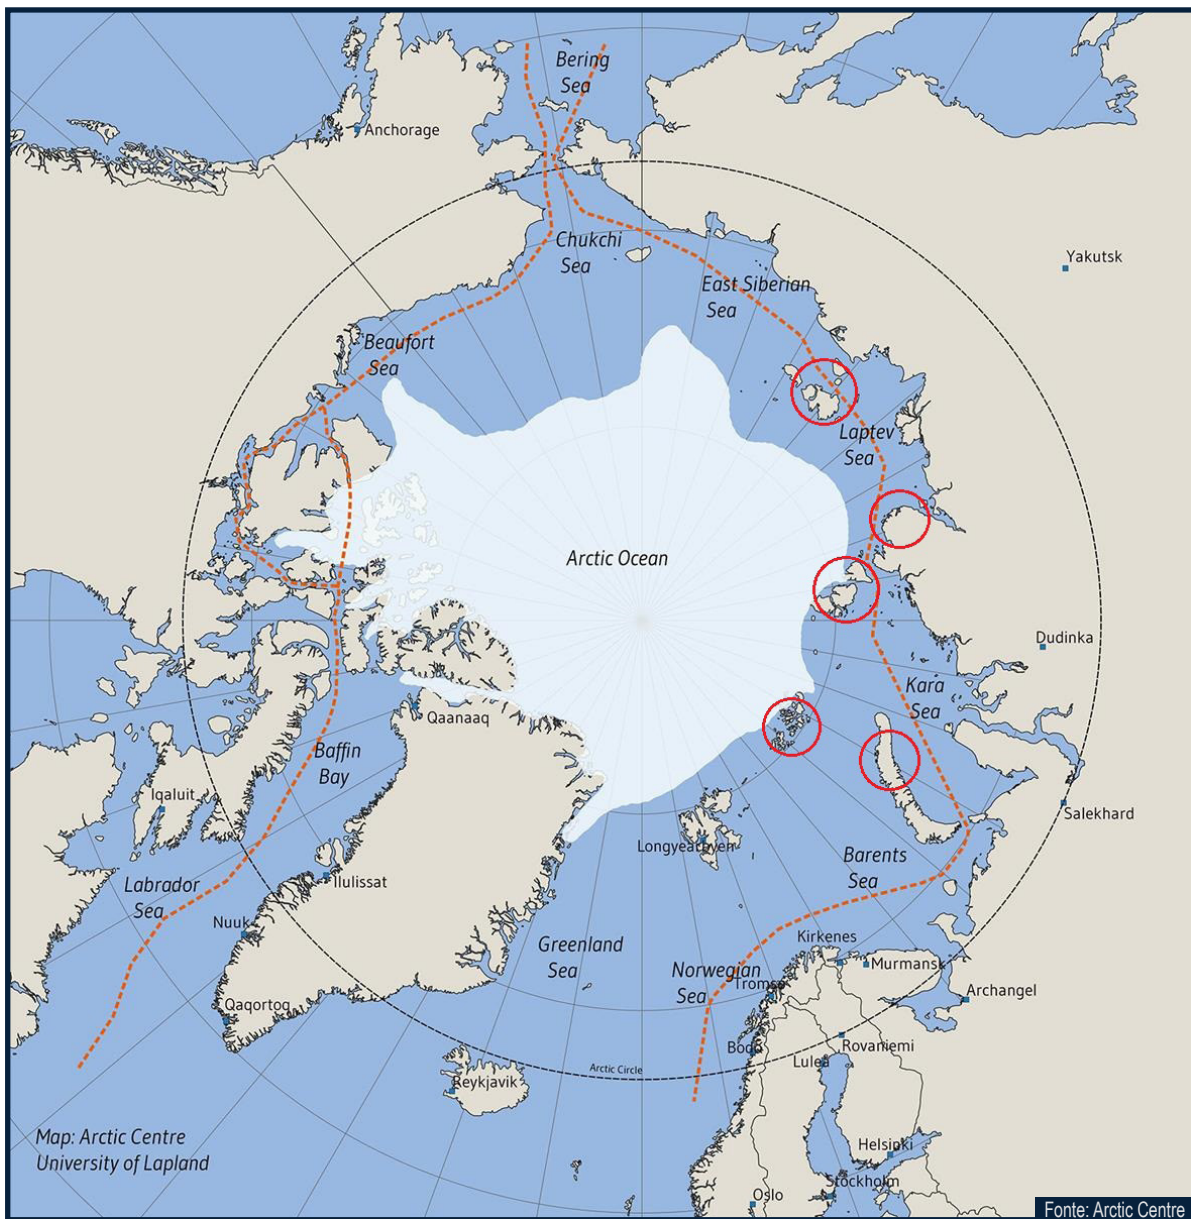 Bering
Sea
Anchorage
Chukchi
Sea
Yakutsk
East Siberian
Sea
Beaufort
Sea
Laptev
Sea
Arctic Ocean
Dudinka
Kara
Sea
Qaanaaq
Baffin
Bay
Iqaluit
Salekhard
Longyearbyen
Barents
Sea
Ilulissat
Labrador
Sea
Nuuk
Greenland
Sea
Kirkenes
Murmansk
Norwegian
Sea
Tromsø
Archangel
Qaqortoq
Bodø
Rovaniemi
Luleå
Arctic Circle
Reykjavik
Map: Arctic Centre
University of Lapland
Helsinki
Stockholm
Oslo
Fonte: Arctic Centre